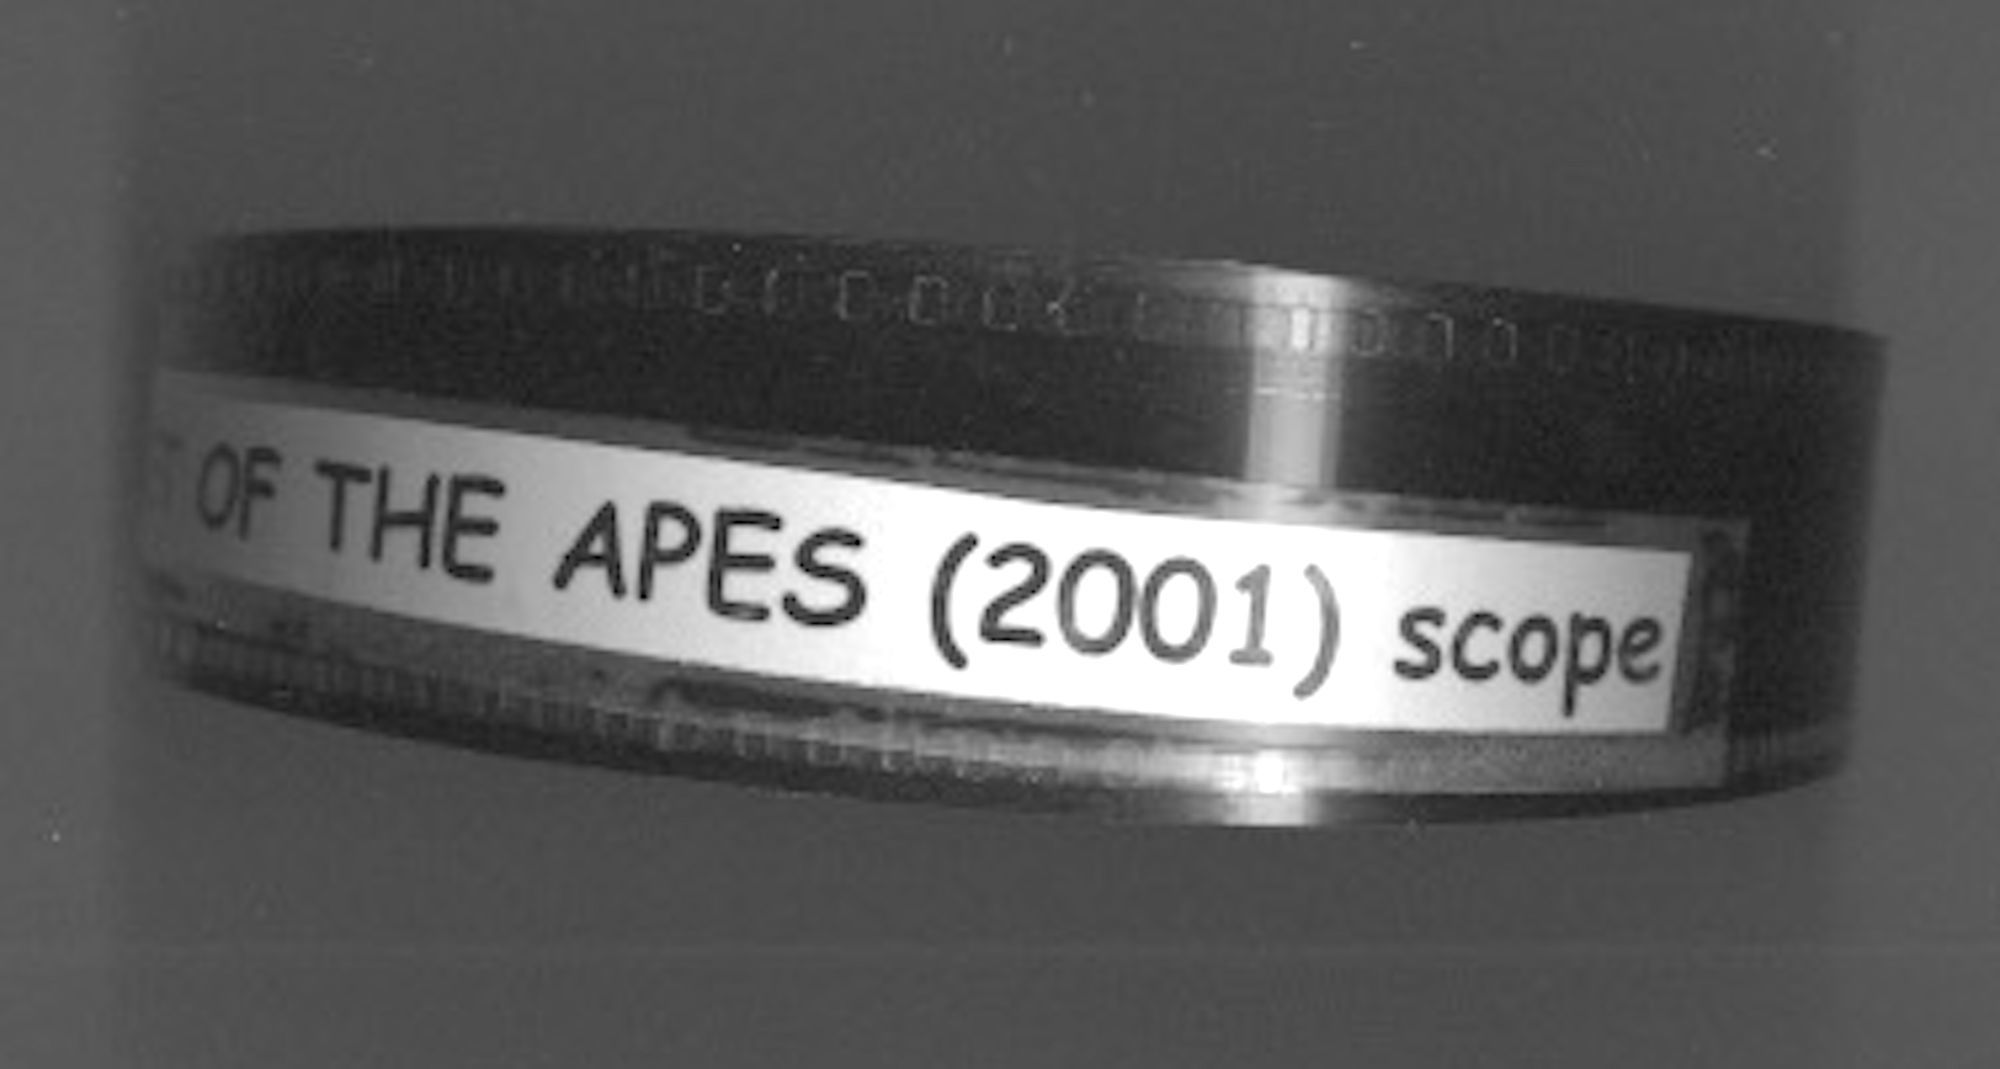 OF THE APES (2001) scope